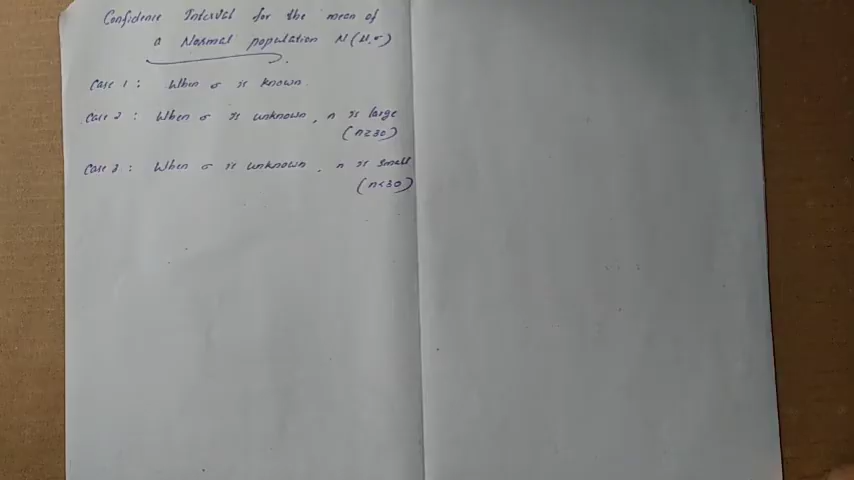 Confidence Interval for the mean of
a Normal population N(μ,σ)
Case 1 : When σ is known.
Case 2 : When σ is unknown, n is large
(n≥30)
Case 3 : When σ is unknown, n is small
(n<30)